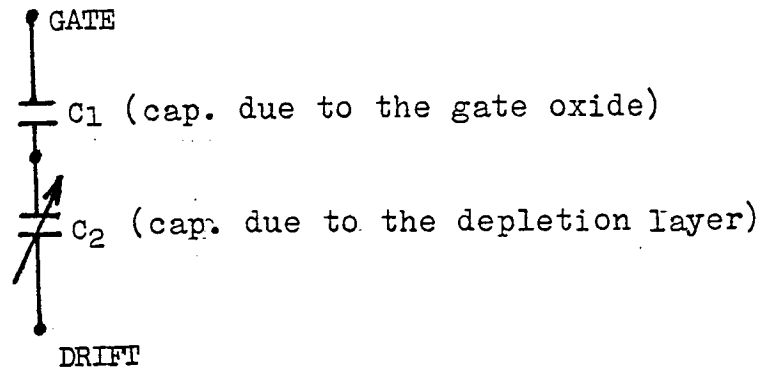 GATE
C1 (cap. due to the gate oxide)
C2 (cap. due to the depletion layer)
DRIFT